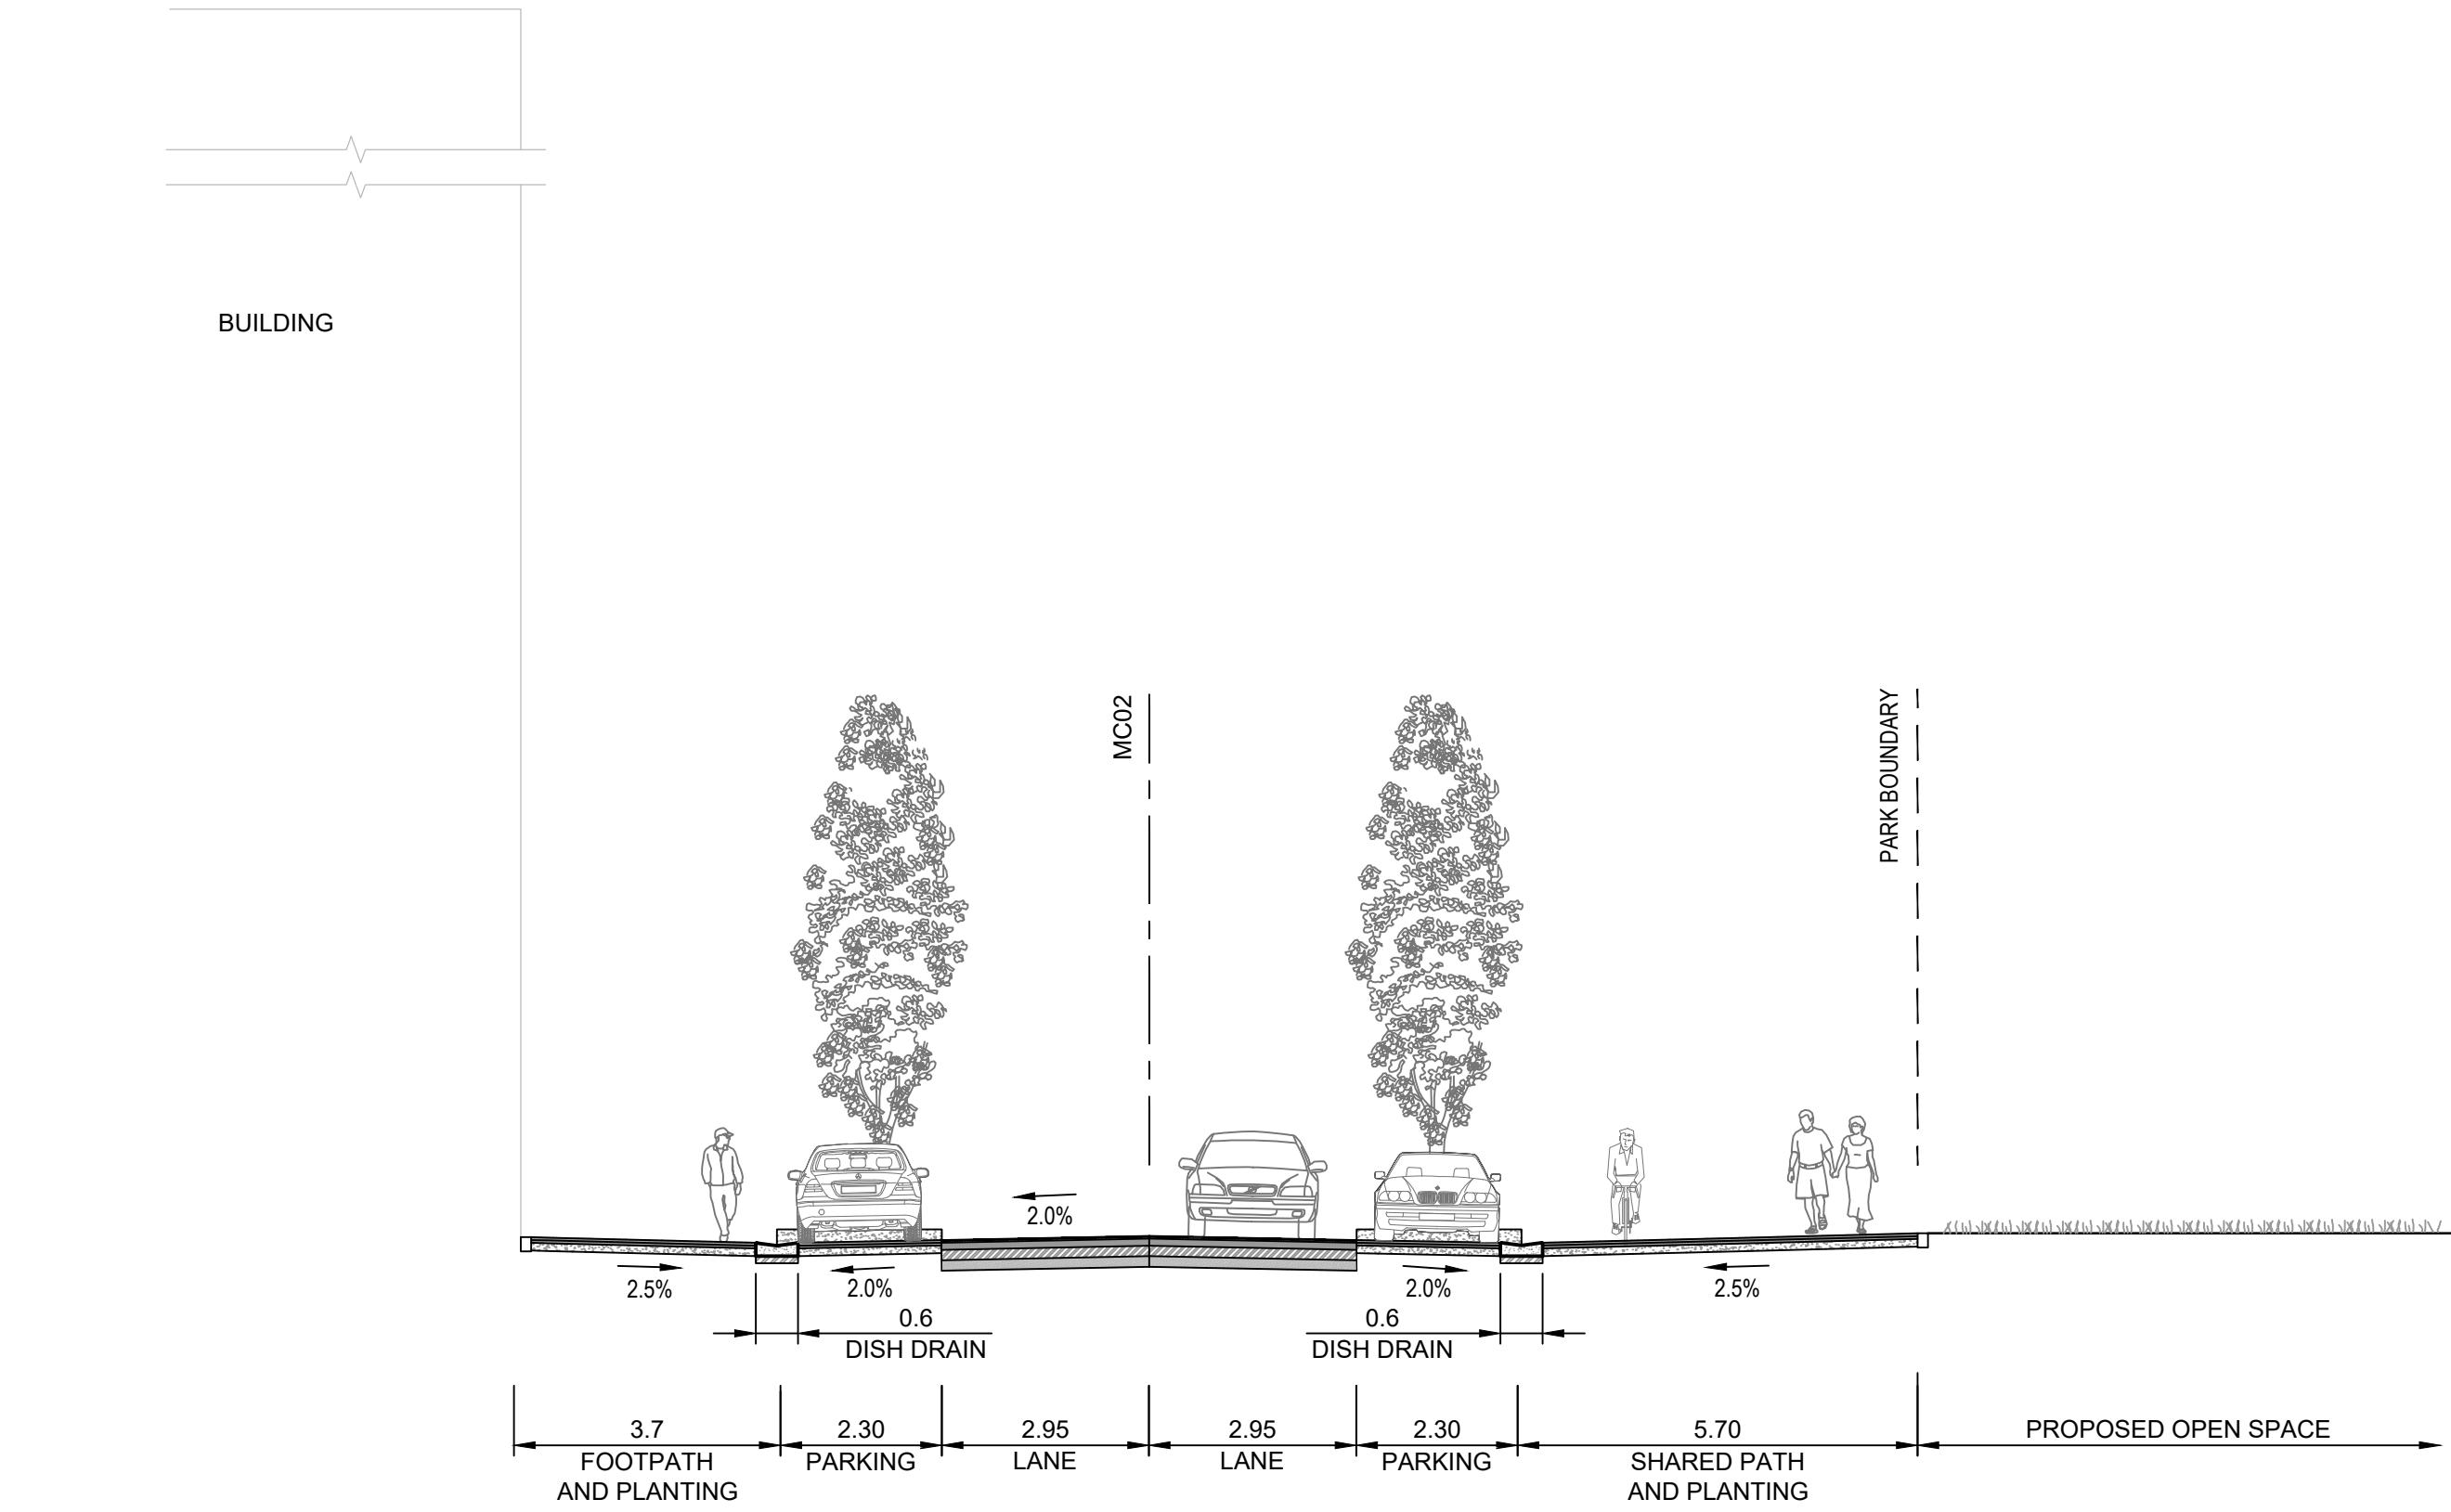 BUILDING
MC02
PARK BOUNDARY
2.0%
2.5%
2.0%
2.0%
2.5%
0.6
DISH DRAIN
0.6
DISH DRAIN
3.7
FOOTPATH
AND PLANTING
2.30
PARKING
2.95
LANE
2.95
LANE
2.30
PARKING
5.70
SHARED PATH
AND PLANTING
PROPOSED OPEN SPACE